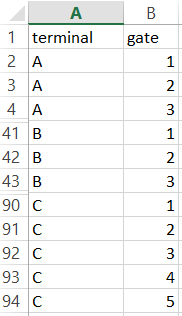 A B
1 terminal gate
2 A 1
3 A 2
4 A 3
41 B 1
42 B 2
43 B 3
90 C 1
91 C 2
92 C 3
93 C 4
94 C 5